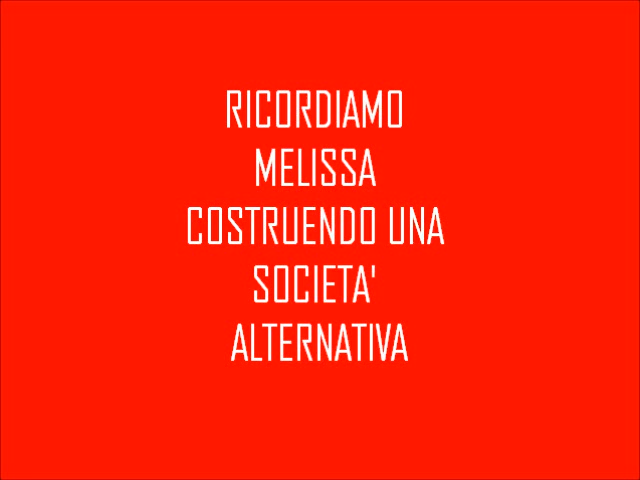 RICORDIAMO
MELISSA
COSTRUENDO UNA
SOCIETA'
ALTERNATIVA